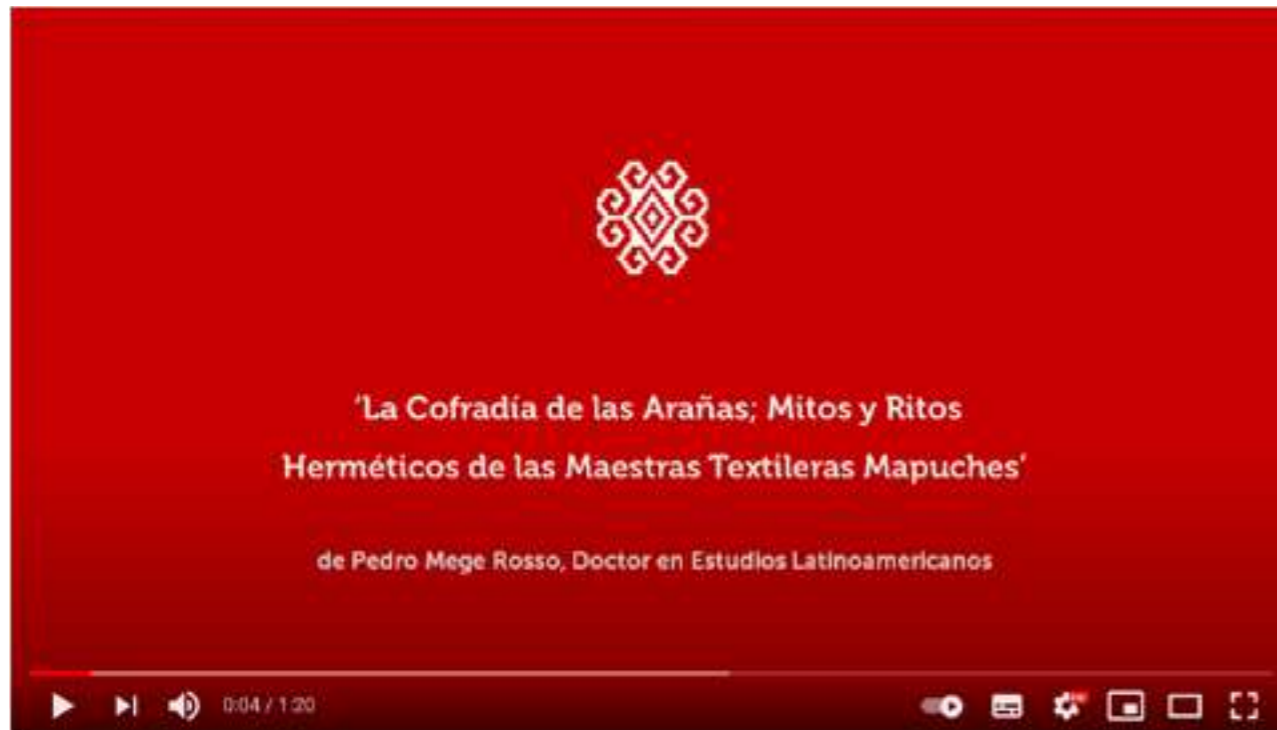 ‘La Cofradía de las Arañas; Mitos y Ritos
Herméticos de las Maestras Textileras Mapuches’
de Pedro Mege Rosso, Doctor en Estudios Latinoamericanos
0:04 / 1:20